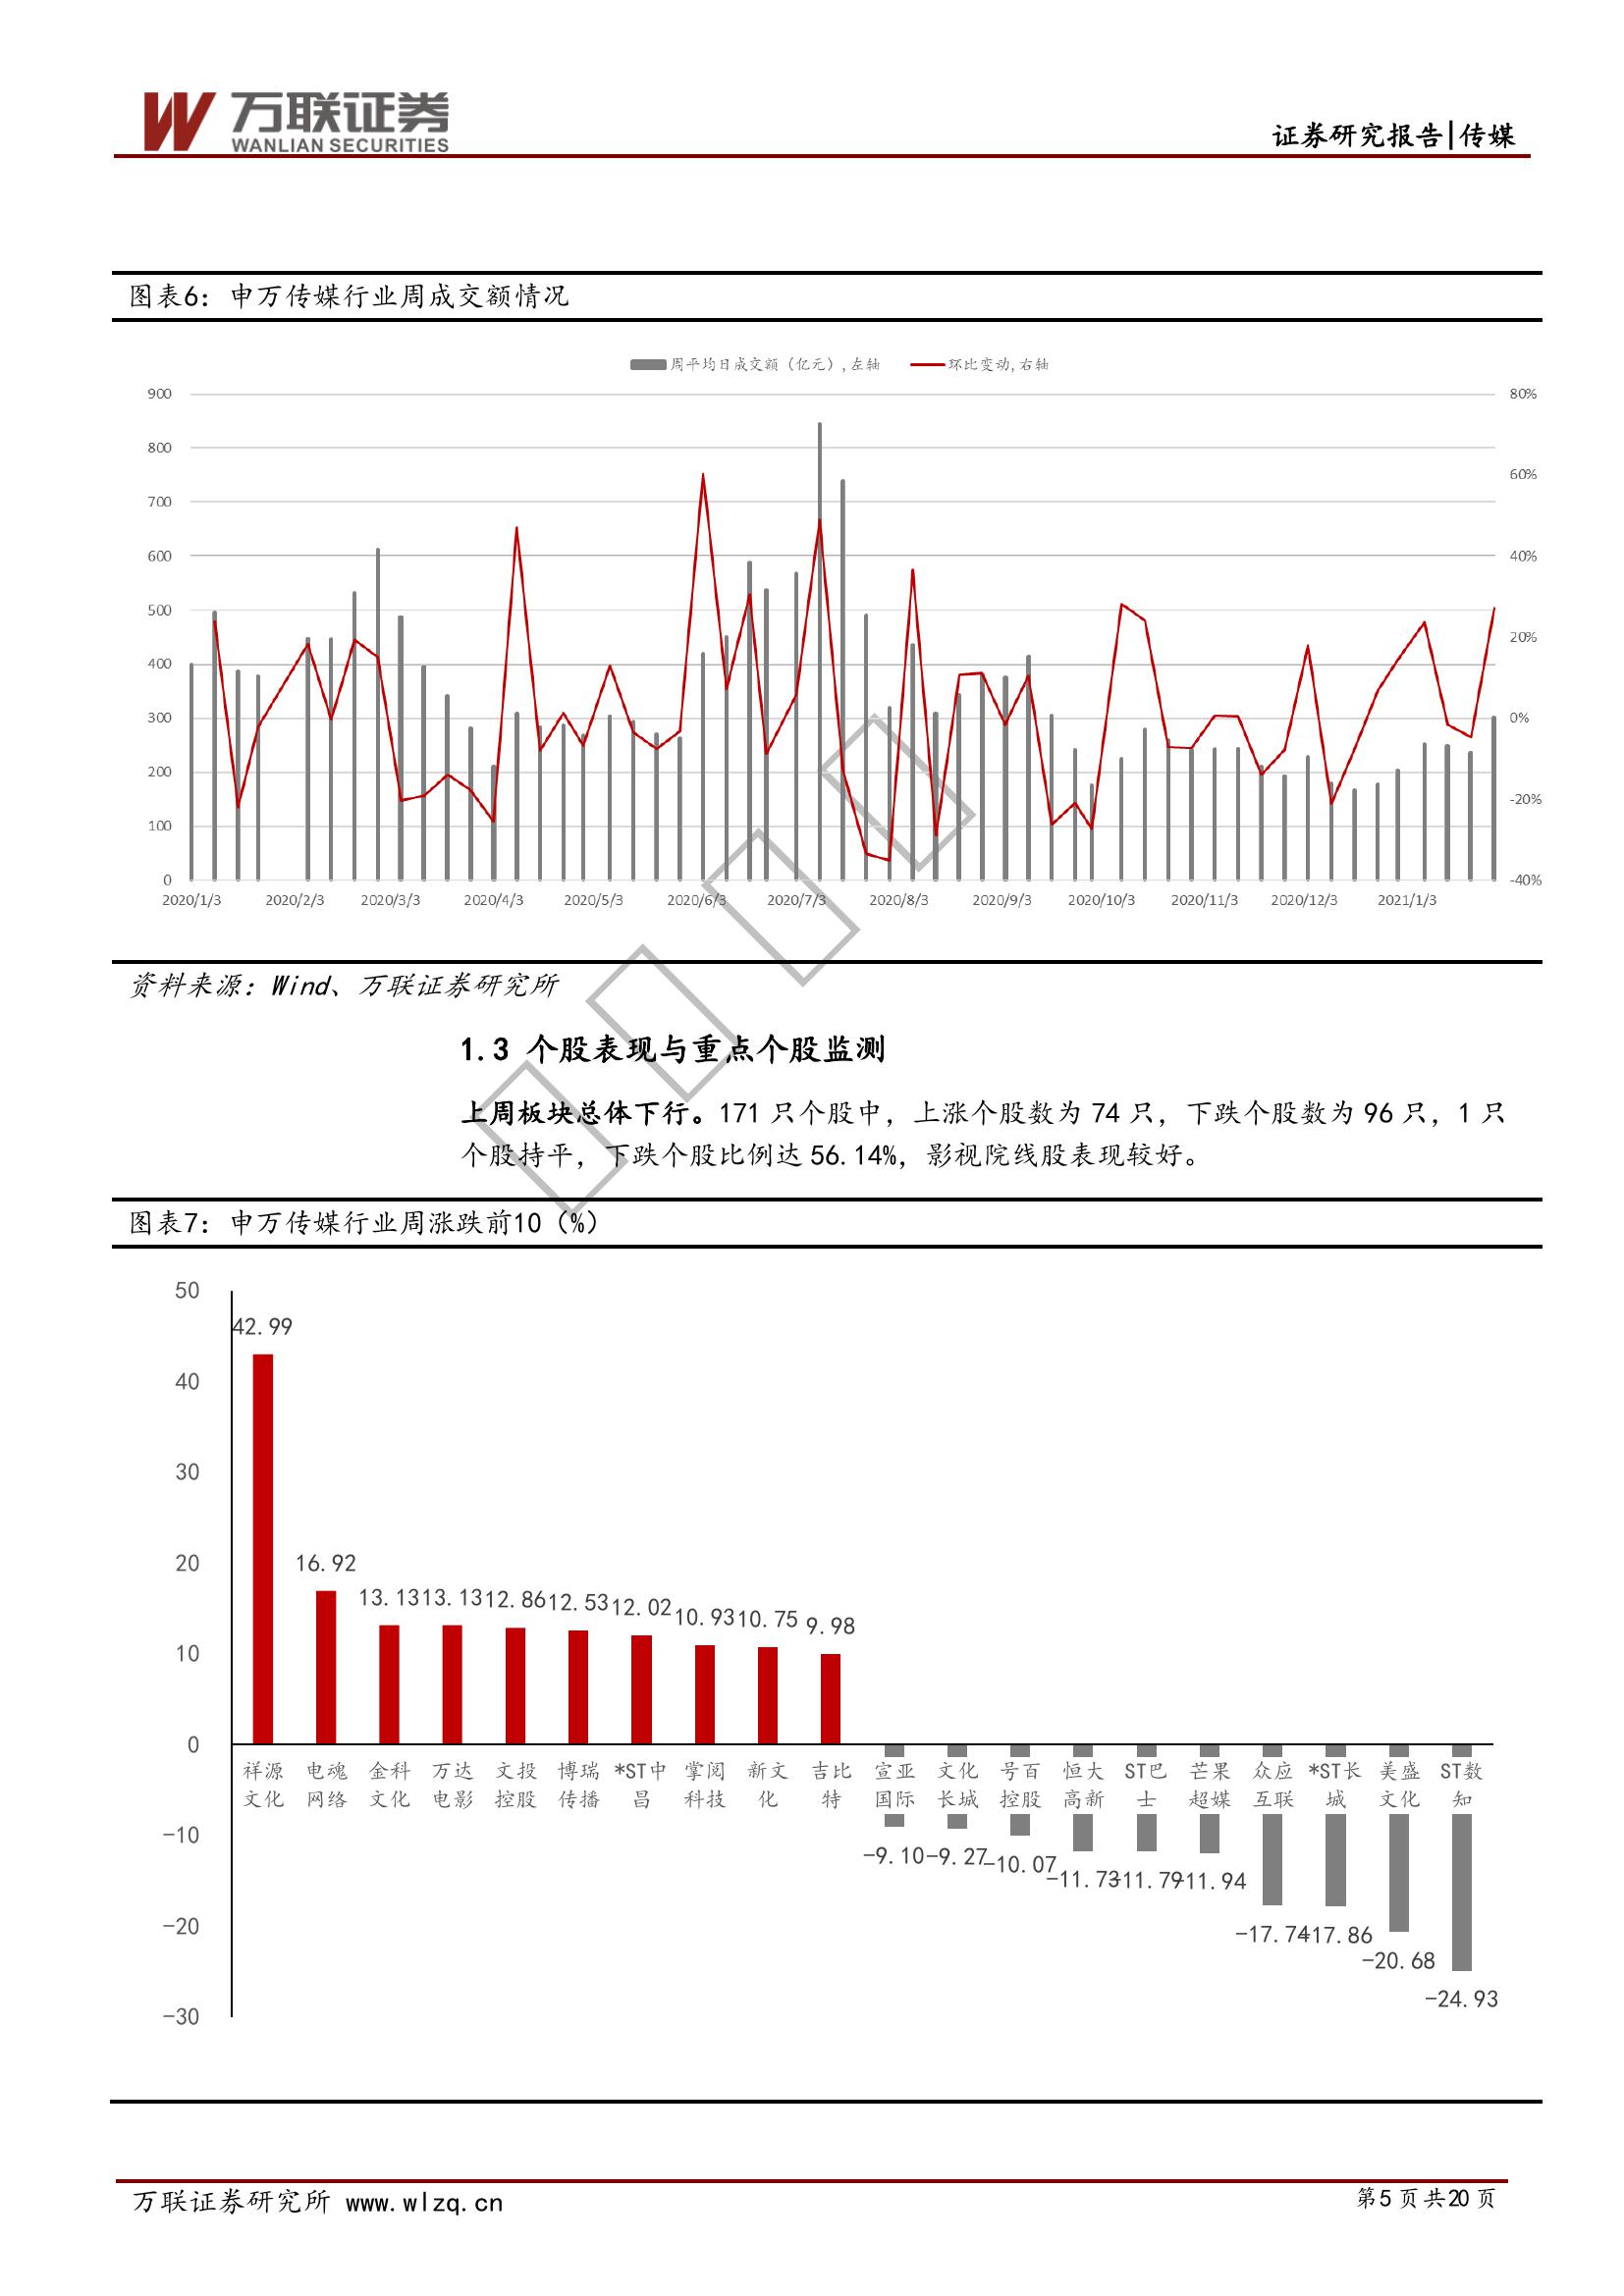 万联证券
WANLIAN SECURITIES
证券研究报告|传媒
图表6：申万传媒行业周成交额情况
周平均日成交额（亿元）,左轴 环比变动,右轴
900 80%
800
700 60%
600 40%
500
400 20%
300 0%
200
100 -20%
0 -40%
2020/1/3 2020/2/3 2020/3/3 2020/4/3 2020/5/3 2020/6/3 2020/7/3 2020/8/3 2020/9/3 2020/10/3 2020/11/3 2020/12/3 2021/1/3
资料来源：Wind、万联证券研究所
1.3 个股表现与重点个股监测
上周板块总体下行。171 只个股中，上涨个股数为 74 只，下跌个股数为 96 只，1 只
个股持平，下跌个股比例达 56.14%，影视院线股表现较好。
图表7：申万传媒行业周涨跌前10（%）
50
42.99
40
30
20
16.92
13.13 13.13 12.86 12.53 12.02 10.93 10.75 9.98
10
0
祥源 电魂 金科 万达 文投 博瑞 *ST中 掌阅 新文 吉比 宣亚 文化 号百 恒大 ST巴 芒果 众应 *ST长 美盛 ST数
文化 网络 文化 电影 控股 传播 昌 科技 化 特 国际 长城 控股 高新 士 超媒 互联 城 文化 知
-10
-9.10 -9.27 -10.07 -11.73 -11.79 -11.94
-20
-17.74 -17.86
-20.68
-24.93
-30
万联证券研究所 www.wlzq.cn
第5 页 共20 页